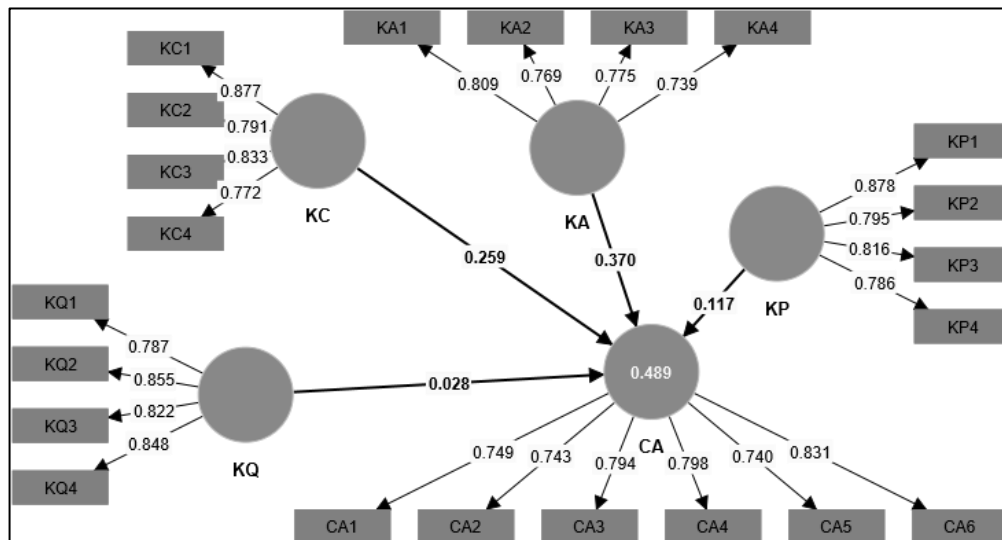 KA1
KA2
KA3
KA4
0.809
0.769
0.775
0.739
KA
KC1
KC2
KC3
KC4
0.877
0.791
0.833
0.772
KC
KP1
KP2
KP3
KP4
0.878
0.795
0.816
0.786
KP
0.259
0.370
0.117
0.028
KQ1
KQ2
KQ3
KQ4
0.787
0.855
0.822
0.848
KQ
0.489
CA
0.749
0.743
0.794
0.798
0.740
0.831
CA1
CA2
CA3
CA4
CA5
CA6